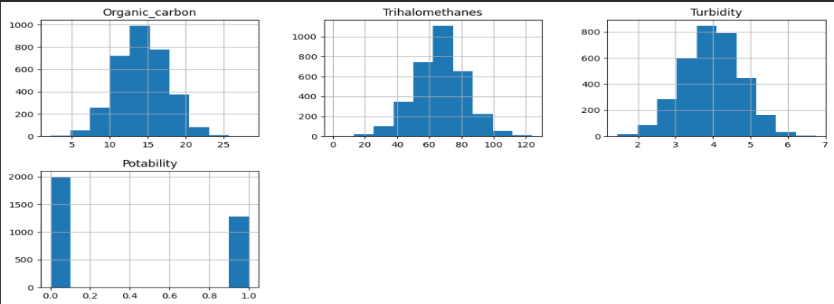 Organic_carbon Trihalomethanes Turbidity
1000 1000 800
800 800 600
600 600 400
400 400 200
200 200 0
0 0
5 10 15 20 25 0 20 40 60 80 100 120 2 3 4 5 6 7
Potability
2000
1500
1000
500
0
0.0 0.2 0.4 0.6 0.8 1.0